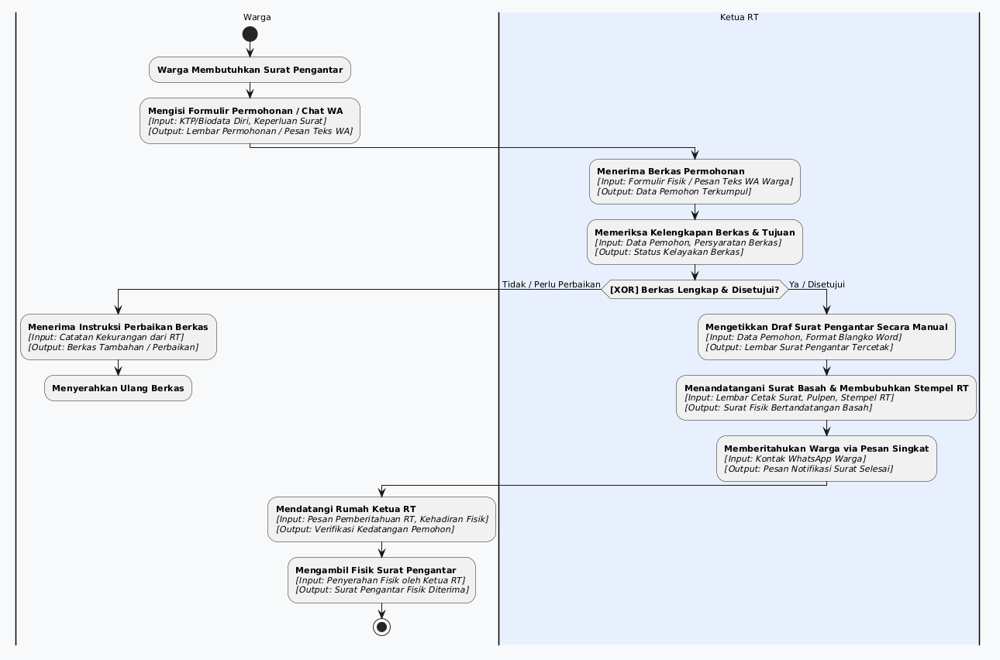 Warga
Ketua RT
Warga Membutuhkan Surat Pengantar
Mengisi Formulir Permohonan / Chat WA
[Input: KTP/Biodata Diri, Keperluan Surat]
[Output: Lembar Permohonan / Pesan Teks WA]
Menerima Berkas Permohonan
[Input: Formulir Fisik / Pesan Teks WA Warga]
[Output: Data Pemohon Terkumpul]
Memeriksa Kelengkapan Berkas & Tujuan
[Input: Data Pemohon, Persyaratan Berkas]
[Output: Status Kelayakan Berkas]
Tidak / Perlu Perbaikan
[XOR] Berkas Lengkap & Disetujui?
Ya / Disetujui
Menerima Instruksi Perbaikan Berkas
[Input: Catatan Kekurangan dari RT]
[Output: Berkas Tambahan / Perbaikan]
Menyerahkan Ulang Berkas
Mengetikkan Draf Surat Pengantar Secara Manual
[Input: Data Pemohon, Format Blangko Word]
[Output: Lembar Surat Pengantar Tercetak]
Menandatangani Surat Basah & Membubuhkan Stempel RT
[Input: Lembar Cetak Surat, Pulpen, Stempel RT]
[Output: Surat Fisik Bertandatangan Basah]
Memberitahukan Warga via Pesan Singkat
[Input: Kontak WhatsApp Warga]
[Output: Pesan Notifikasi Surat Selesai]
Mendatangi Rumah Ketua RT
[Input: Pesan Pemberitahuan RT, Kehadiran Fisik]
[Output: Verifikasi Kedatangan Pemohon]
Mengambil Fisik Surat Pengantar
[Input: Penyerahan Fisik oleh Ketua RT]
[Output: Surat Pengantar Fisik Diterima]